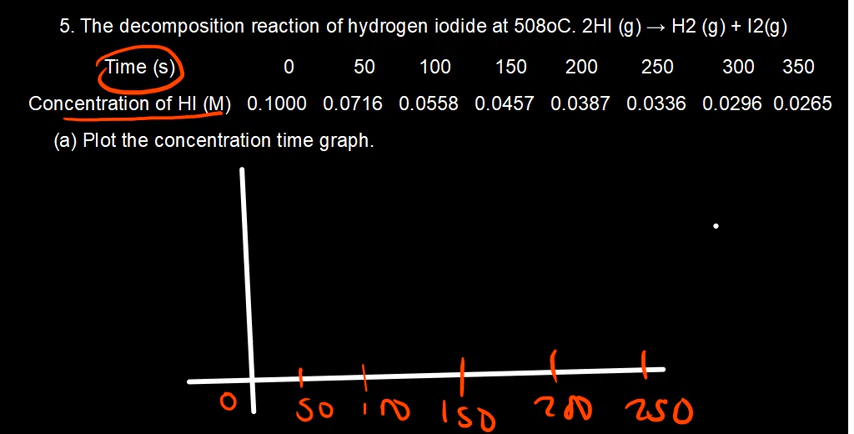 5. The decomposition reaction of hydrogen iodide at 508oC. 2HI (g) → H2 (g) + I2(g)
Time (s) 0 50 100 150 200 250 300 350
Concentration of HI (M) 0.1000 0.0716 0.0558 0.0457 0.0387 0.0336 0.0296 0.0265
(a) Plot the concentration time graph.
0 50 100 150 200 250